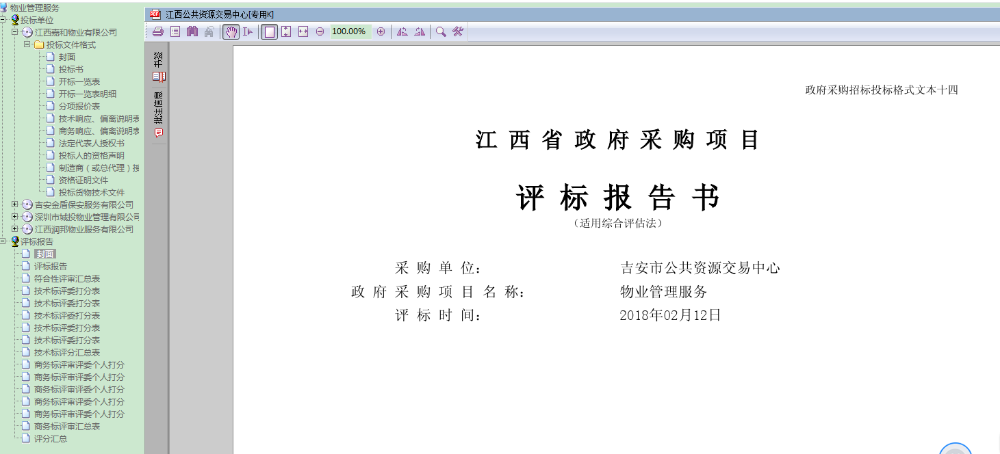 物业管理服务
投标单位
江西嘉和物业有限公司
投标文件格式
封面
投标书
开标一览表
开标一览表明细
分项报价表
技术响应、偏离说明表
商务响应、偏离说明表
法定代表人授权书
投标人的资格声明
制造商（或总代理）授
资格证明文件
投标货物技术文件
吉安金盾保安服务有限公司
深圳市城投物业管理有限公司
江西润邦物业服务有限公司
评标报告
封面
评标报告
符合性评审汇总表
技术标评委打分表
技术标评委打分表
技术标评委打分表
技术标评委打分表
技术标评委打分表
技术标评分汇总表
商务标评审评委个人打分
商务标评审评委个人打分
商务标评审评委个人打分
商务标评审评委个人打分
商务标评审评委个人打分
商务标评审汇总表
评分汇总
江西公共资源交易中心[专用K]
100.00%
书签
批注信息
政府采购招标投标格式文本十四
江西省政府采购项目
评标报告书
（适用综合评估法）
采购单位： 吉安市公共资源交易中心
政府采购项目名称： 物业管理服务
评标时间： 2018年02月12日